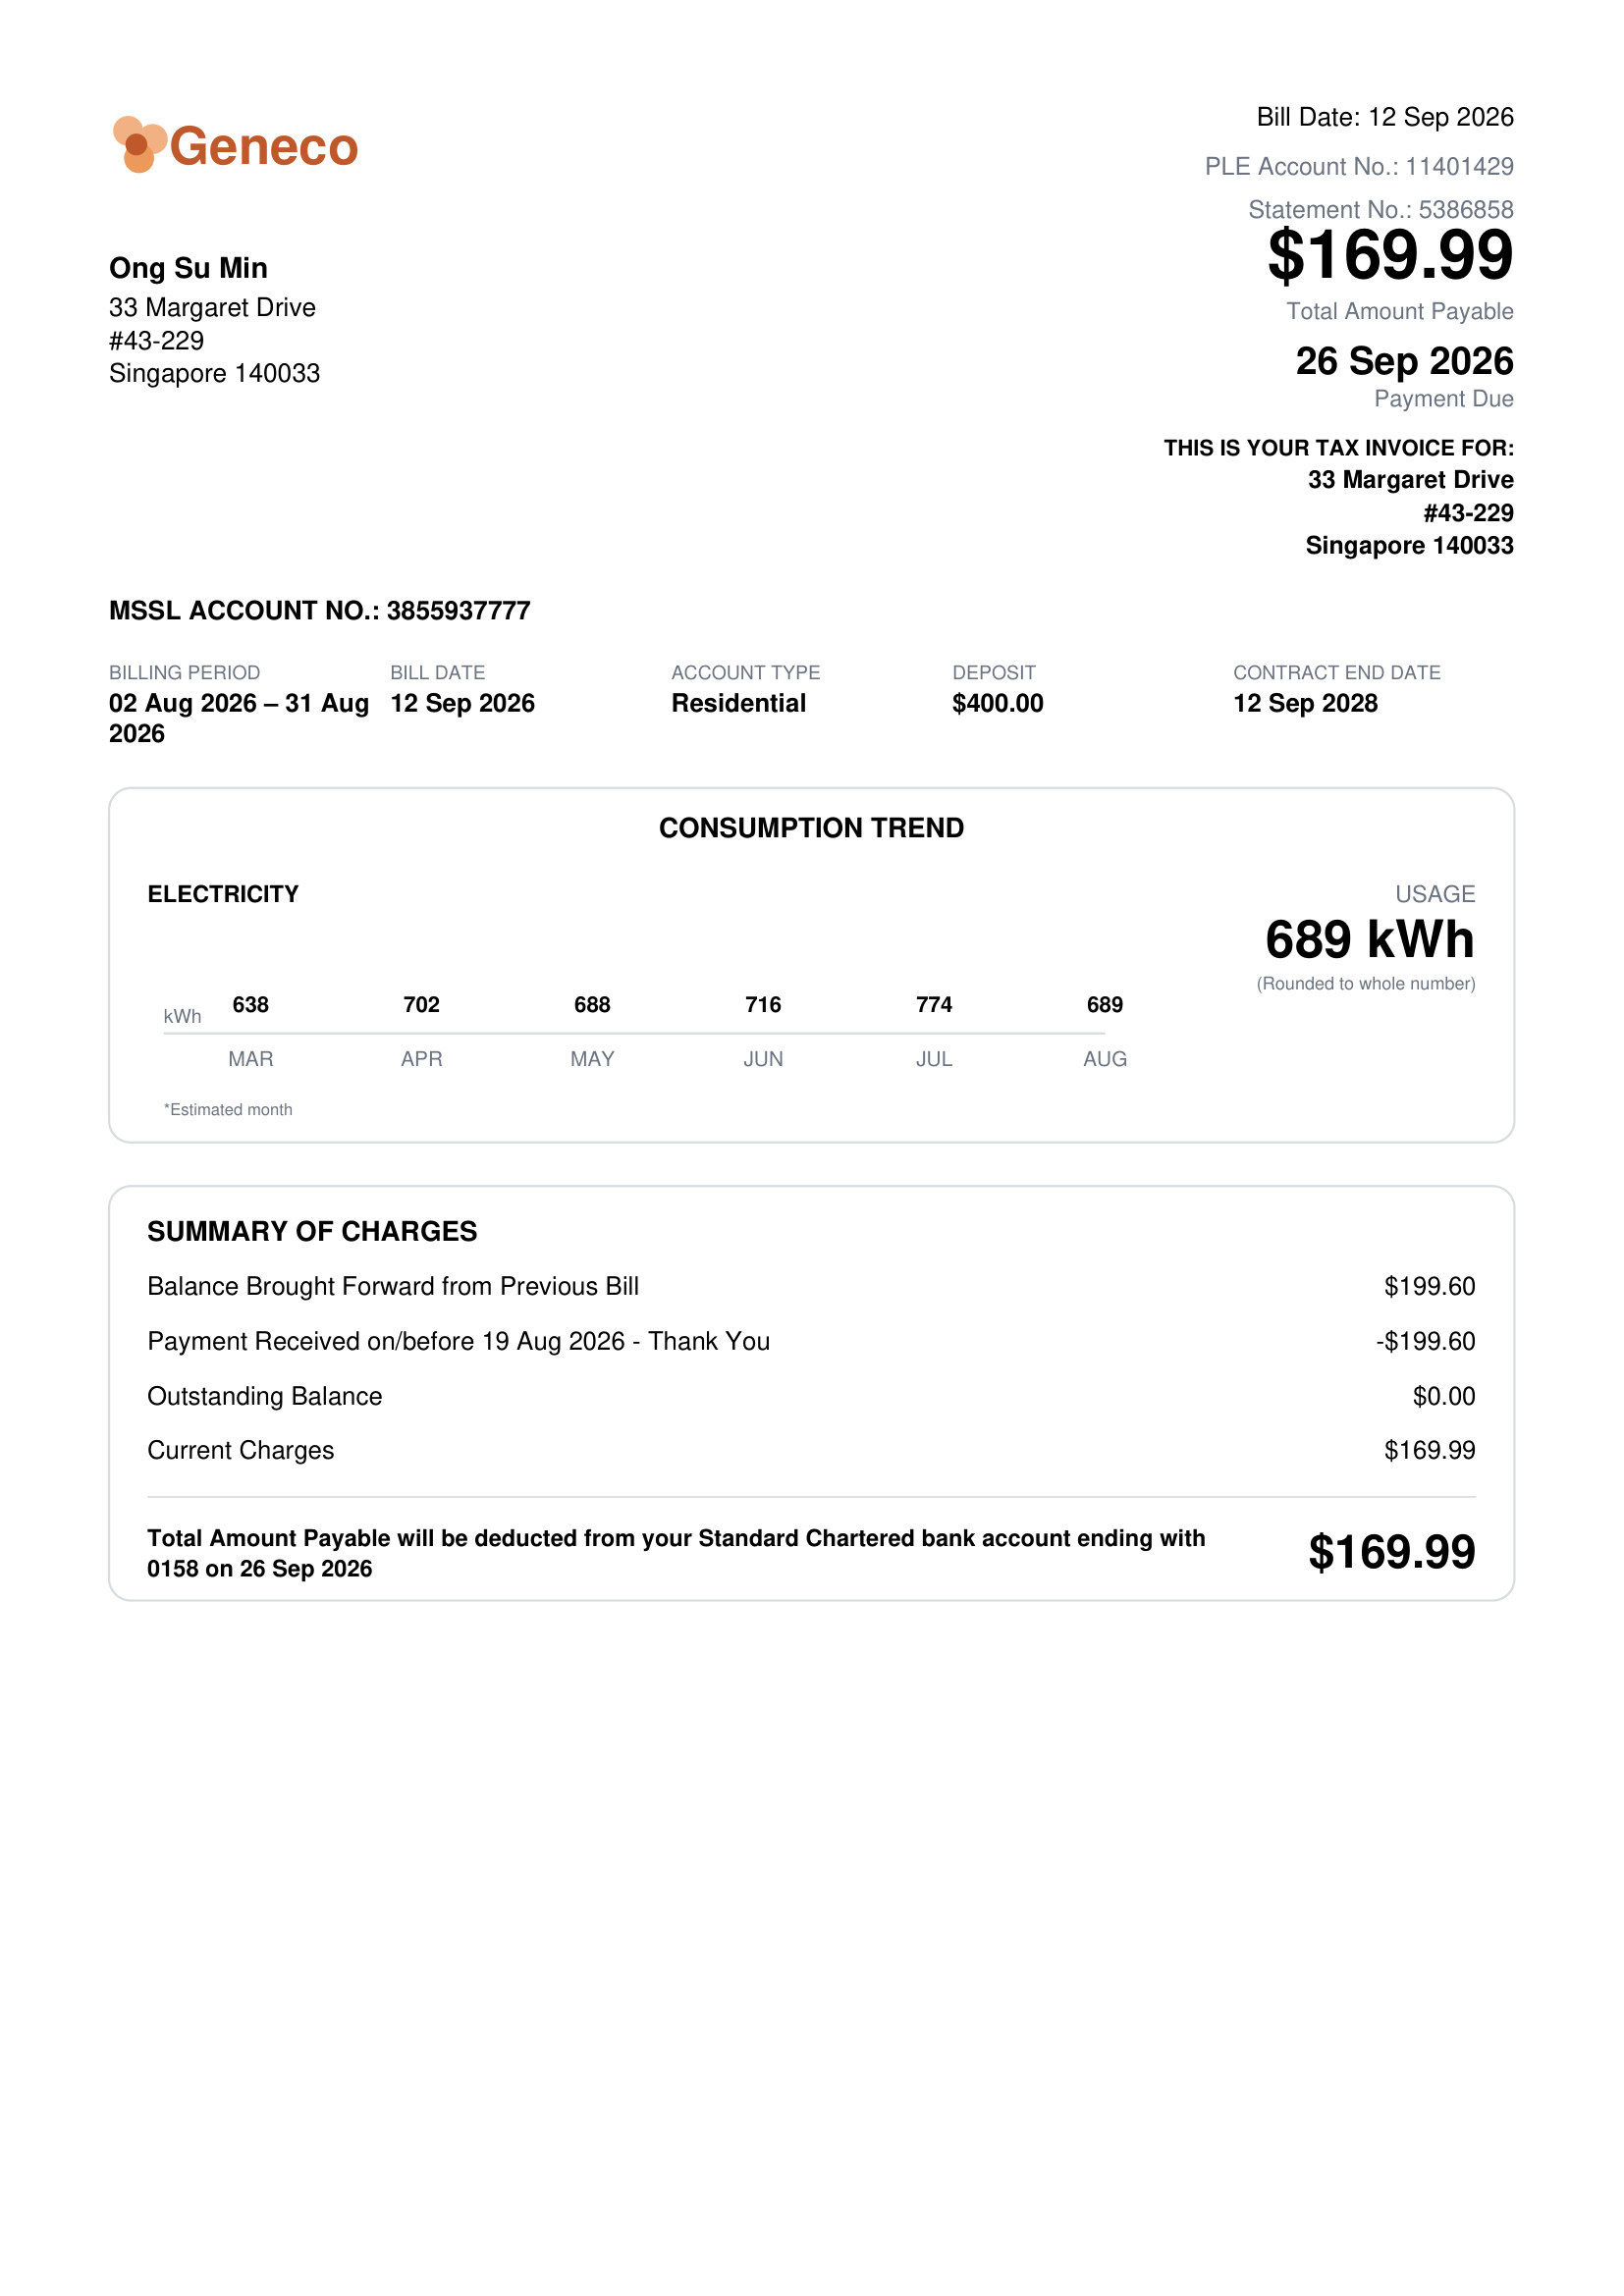 Geneco
Bill Date: 12 Sep 2026
PLE Account No.: 11401429
Statement No.: 5386858
$169.99
Total Amount Payable
26 Sep 2026
Payment Due
Ong Su Min
33 Margaret Drive
#43-229
Singapore 140033
THIS IS YOUR TAX INVOICE FOR:
33 Margaret Drive
#43-229
Singapore 140033
MSSL ACCOUNT NO.: 3855937777
BILLING PERIOD BILL DATE ACCOUNT TYPE DEPOSIT CONTRACT END DATE
02 Aug 2026 – 31 Aug 12 Sep 2026 Residential $400.00 12 Sep 2028
2026
CONSUMPTION TREND
ELECTRICITY
USAGE
689 kWh
(Rounded to whole number)
kWh 638 702 688 716 774 689
MAR APR MAY JUN JUL AUG
*Estimated month
SUMMARY OF CHARGES
Balance Brought Forward from Previous Bill $199.60
Payment Received on/before 19 Aug 2026 - Thank You -$199.60
Outstanding Balance $0.00
Current Charges $169.99
Total Amount Payable will be deducted from your Standard Chartered bank account ending with
0158 on 26 Sep 2026
$169.99